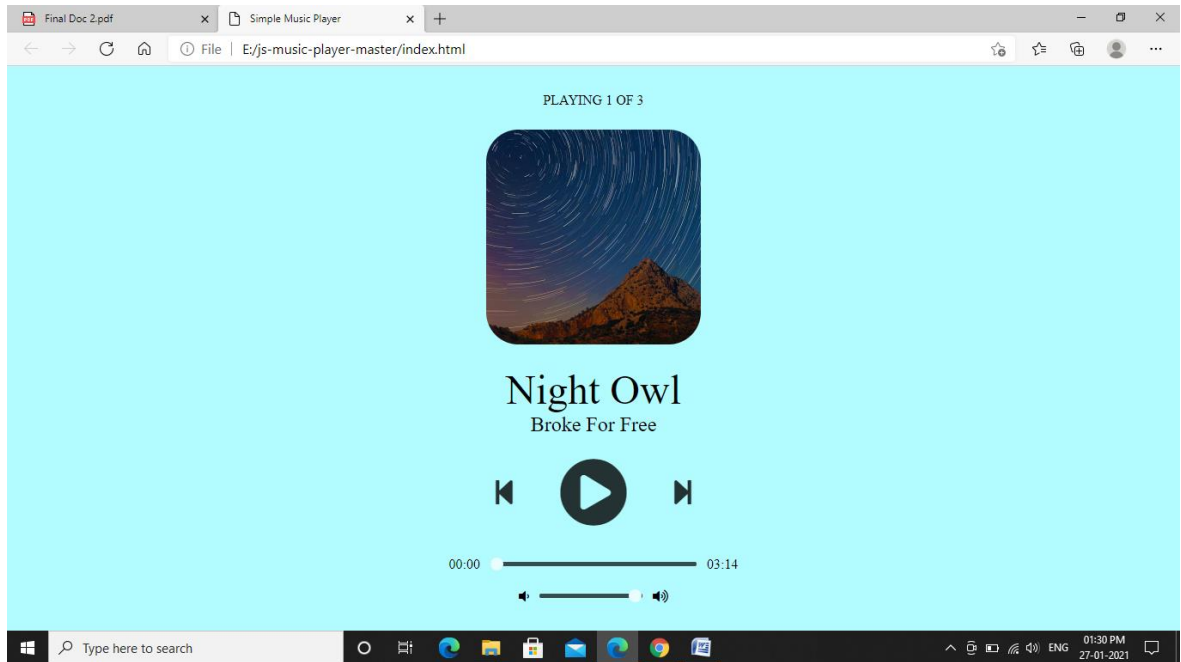 Final Doc 2.pdf
Simple Music Player
File
E:/js-music-player-master/index.html
PLAYING 1 OF 3
Night Owl
Broke For Free
00:00
03:14
Type here to search
ENG
01:30 PM
27-01-2021